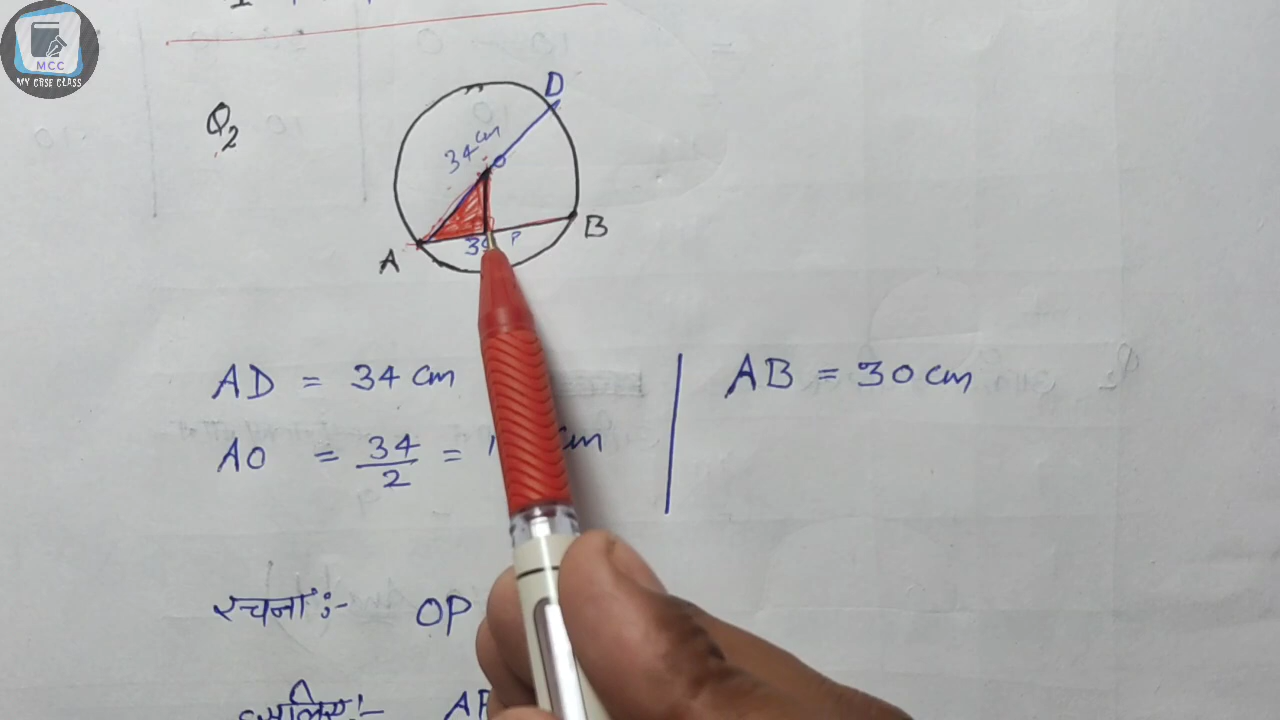 MCC
MY CBSE CLASS
Q2
D
34 cm
O
A
B
P
AD = 34 cm
AB = 30 cm
AO = 34/2 = cm
रचना :- OP